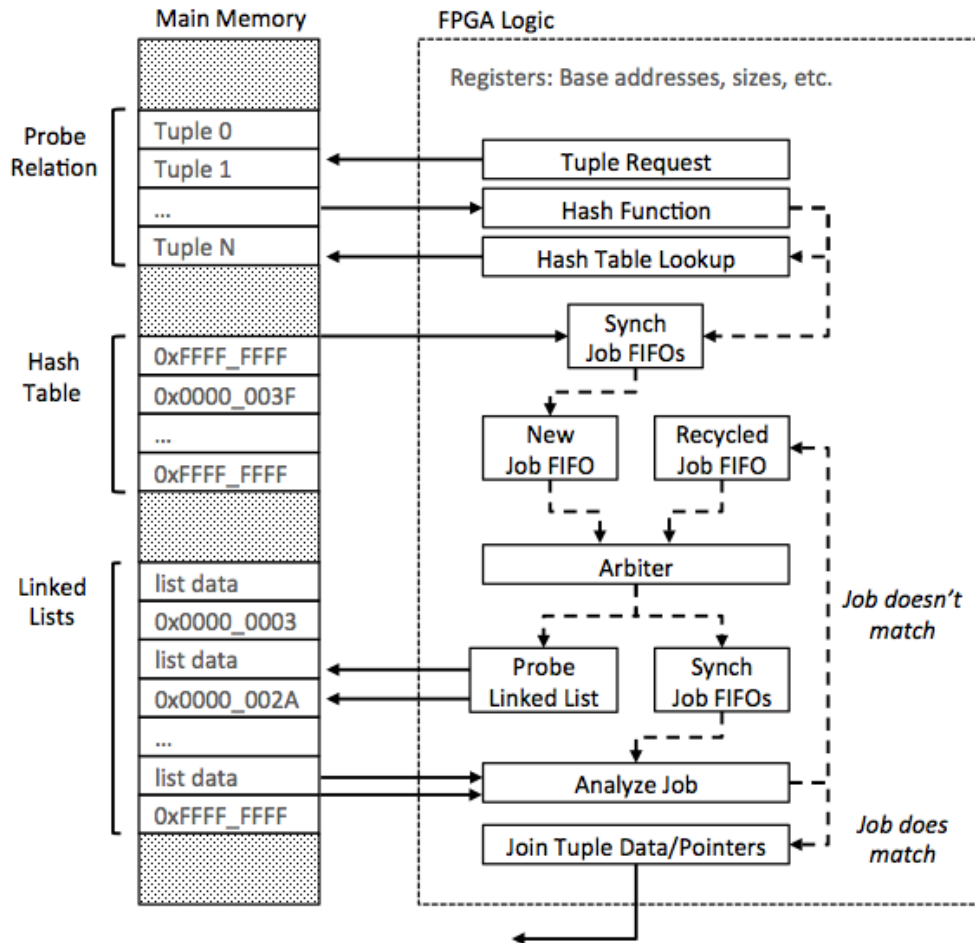 Main Memory
FPGA Logic
Registers: Base addresses, sizes, etc.
Probe
Relation
Tuple 0
Tuple 1
...
Tuple N
Tuple Request
Hash Function
Hash Table Lookup
Synch
Job FIFOs
Hash
Table
0xFFFF_FFFF
0x0000_003F
...
0xFFFF_FFFF
New
Job FIFO
Recycled
Job FIFO
Arbiter
Linked
Lists
list data
0x0000_0003
list data
0x0000_002A
...
list data
0xFFFF_FFFF
Job doesn't
match
Probe
Linked List
Synch
Job FIFOs
Analyze Job
Job does
match
Join Tuple Data/Pointers